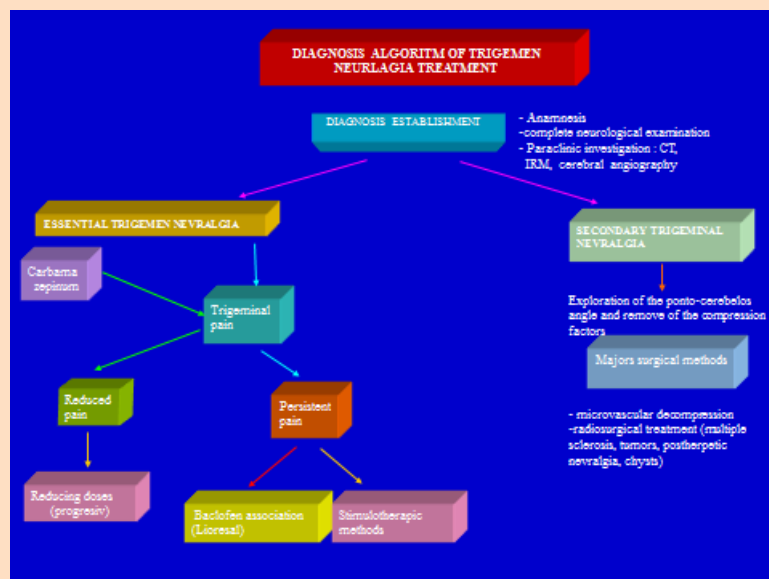 DIAGNOSIS ALGORITM OF TRIGEMEN
NEURLAGIA TREATMENT
DIAGNOSIS ESTABLISHMENT
- Anamnesis
-complete neurological examination
- Paraclinic investigation : CT,
IRM, cerebral angiography
ESSENTIAL TRIGEMEN NEVRALGIA
SECONDARY TRIGEMINAL
NEVRALGIA
Carbama
zepinum
Trigeminal
pain
Exploration of the ponto-cerebelos
angle and remove of the compression
factors
Majors surgical methods
Reduced
pain
Persistent
pain
- microvascular decompression
-radiosurgical treatment (multiple
sclerosis, tumors, postherpetic
nevralgia, chysts)
Reducing doses
(progresiv)
Baclofen association
(Lioresal)
Stimulotherapic
methods